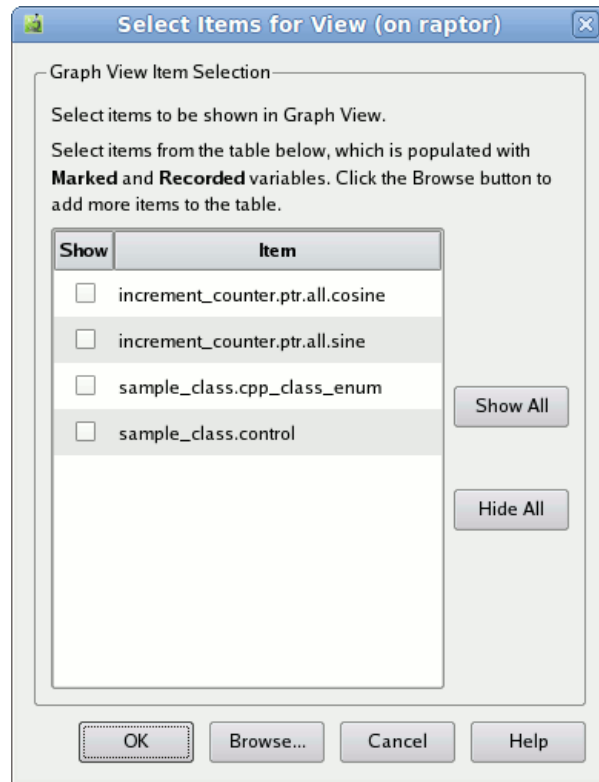 Select Items for View (on raptor)
Graph View Item Selection
Select items to be shown in Graph View.
Select items from the table below, which is populated with
Marked and Recorded variables. Click the Browse button to
add more items to the table.
Show Item
increment_counter.ptr.all.cosine
increment_counter.ptr.all.sine
sample_class.cpp_class_enum
Show All
sample_class.control
Hide All
OK Browse... Cancel Help